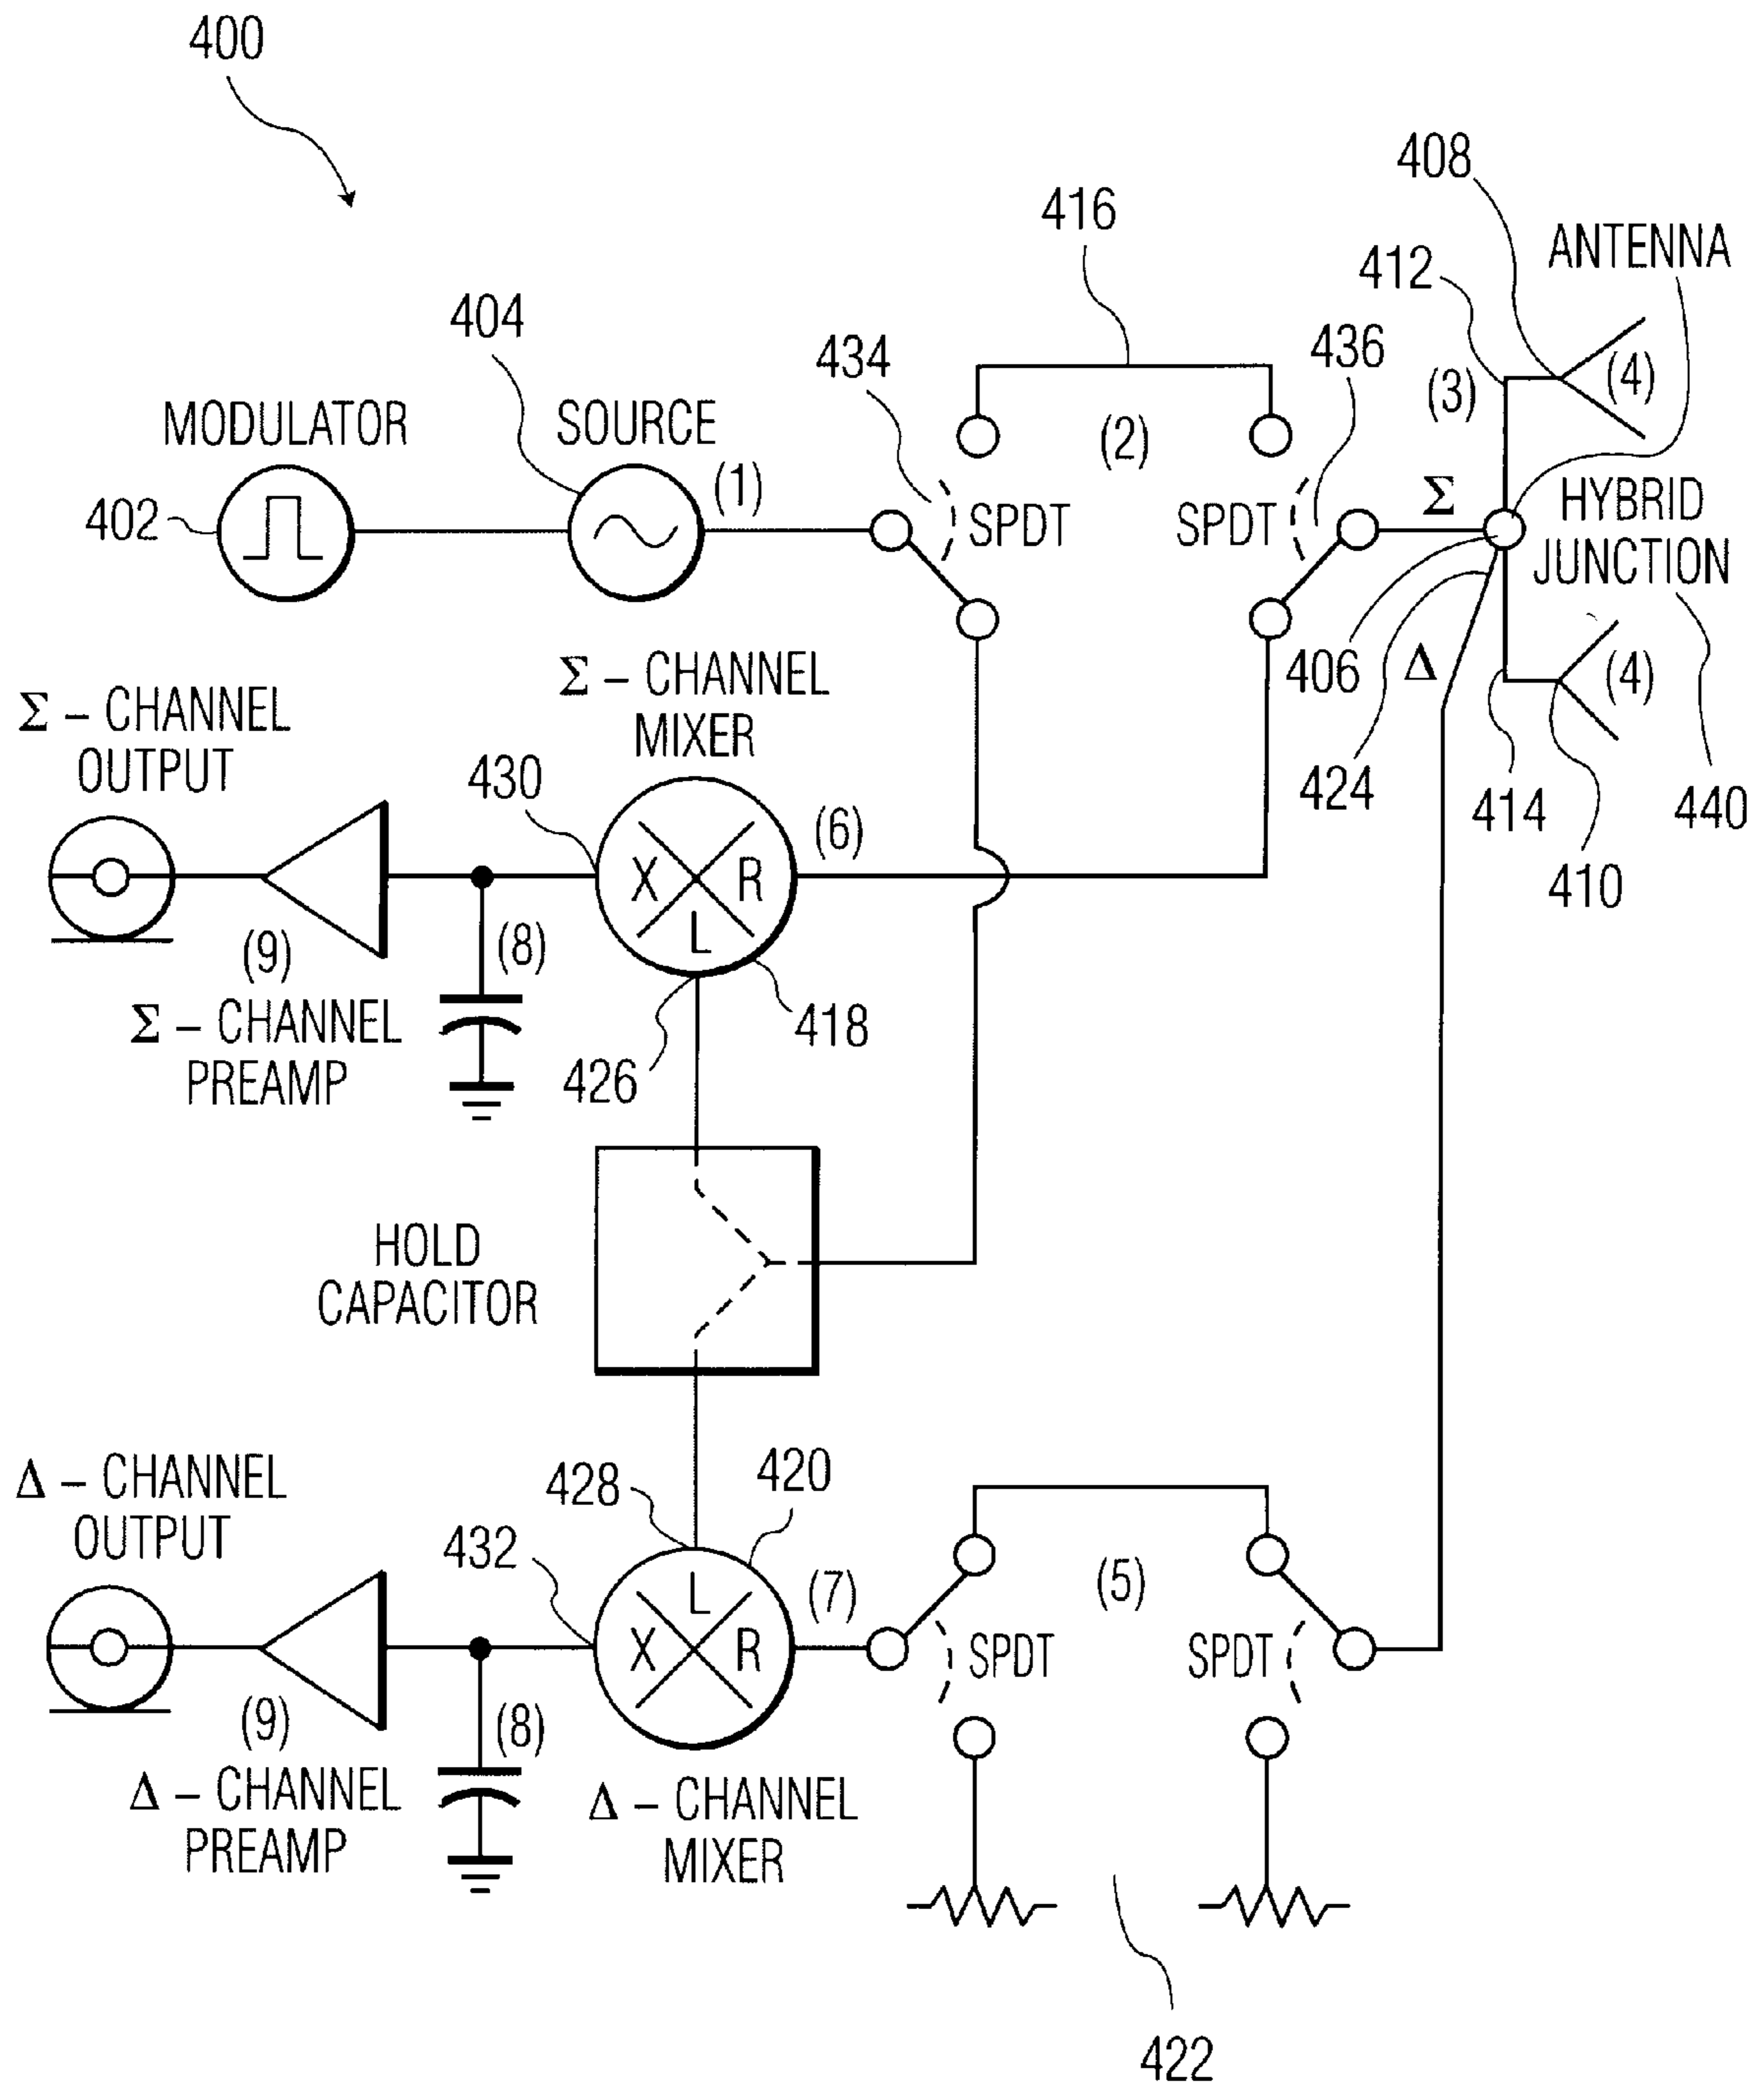 400
408
416
ANTENNA
412
404
434
436
(3)
(4)
MODULATOR
SOURCE
(2)
(1)
402
SPDT
SPDT
Σ
HYBRID
JUNCTION
Σ – CHANNEL
MIXER
406
Δ
(4)
Σ – CHANNEL
OUTPUT
430
(6)
424
414
440
410
X
R
L
(9)
(8)
Σ – CHANNEL
PREAMP
418
426
HOLD
CAPACITOR
Δ – CHANNEL
OUTPUT
428
420
432
(7)
(5)
L
X
R
SPDT
SPDT
(9)
(8)
Δ – CHANNEL
PREAMP
Δ – CHANNEL
MIXER
422